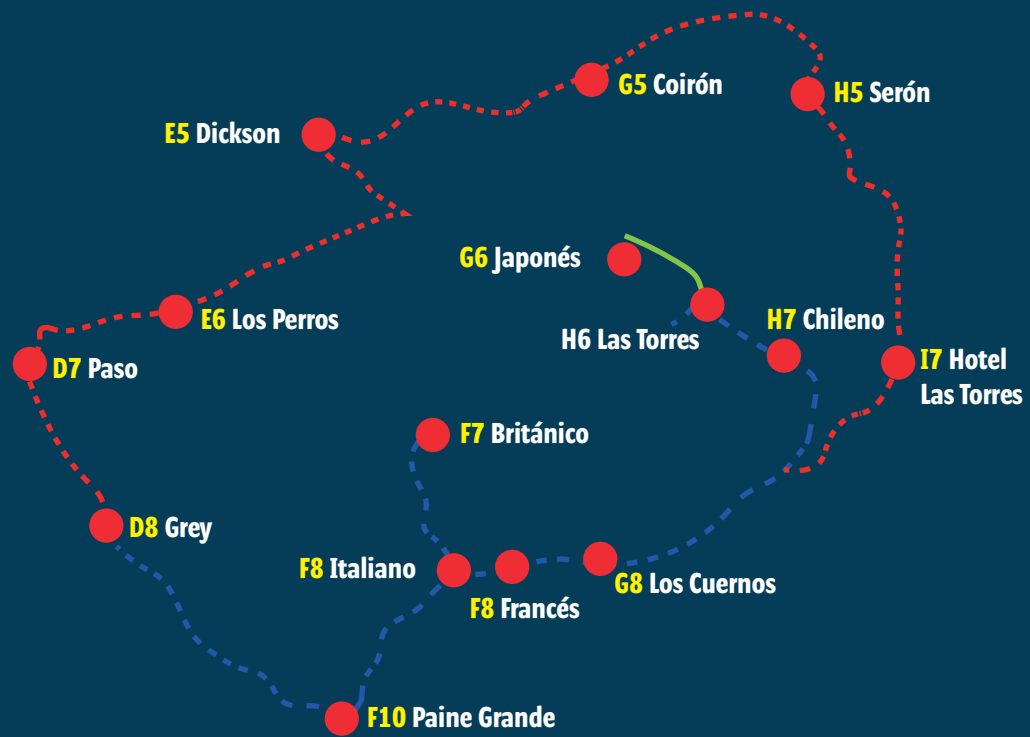 G5 Coirón
H5 Serón
E5 Dickson
G6 Japonés
E6 Los Perros
H7 Chileno
H6 Las Torres
D7 Paso
I7 Hotel
Las Torres
F7 Británico
D8 Grey
F8 Italiano
G8 Los Cuernos
F8 Francés
F10 Paine Grande